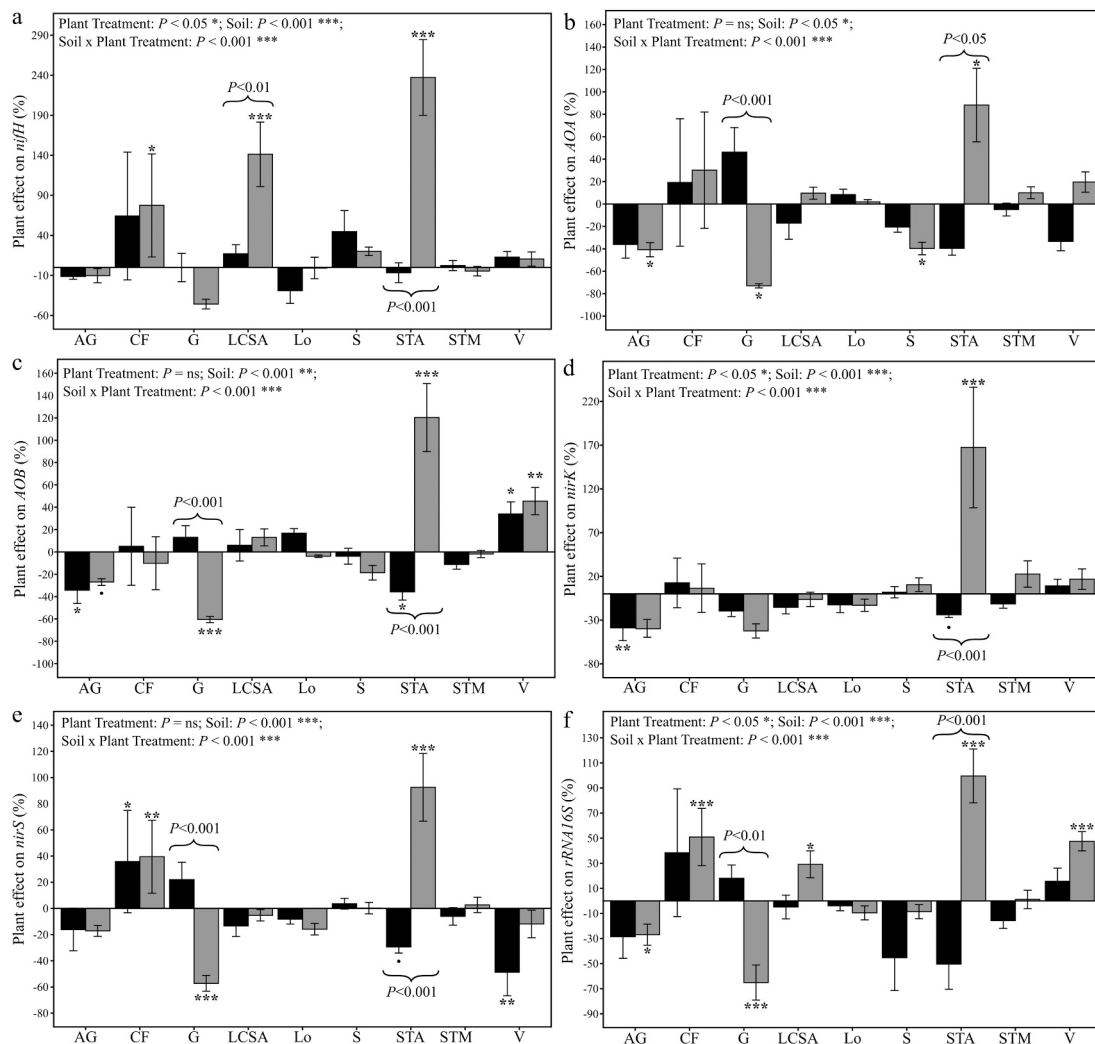 a
Plant Treatment: P < 0.05 *; Soil: P < 0.001 ***;
Soil x Plant Treatment: P < 0.001 ***
Plant effect on nifH (%)
290
240
190
140
90
40
-10
-60
*
P<0.01
***
***
P<0.001
AG CF G LCSA Lo S STA STM V
b
Plant Treatment: P = ns; Soil: P < 0.05 *;
Soil x Plant Treatment: P < 0.001 ***
Plant effect on AOA (%)
160
140
120
100
80
60
40
20
0
-20
-40
-60
-80
-100
*
P<0.001
*
*
P<0.05
*
AG CF G LCSA Lo S STA STM V
c
Plant Treatment: P = ns; Soil: P < 0.001 **;
Soil x Plant Treatment: P < 0.001 ***
Plant effect on AOB (%)
160
140
120
100
80
60
40
20
0
-20
-40
-60
-80
-100
*
•
P<0.001
***
***
*
P<0.001
*
**
AG CF G LCSA Lo S STA STM V
d
Plant Treatment: P < 0.05 *; Soil: P < 0.001 ***;
Soil x Plant Treatment: P < 0.001 ***
Plant effect on nirK (%)
220
170
120
70
20
-30
-80
**
***
•
P<0.001
AG CF G LCSA Lo S STA STM V
e
Plant Treatment: P = ns; Soil: P < 0.001 ***;
Soil x Plant Treatment: P < 0.001 ***
Plant effect on nirS (%)
140
120
100
80
60
40
20
0
-20
-40
-60
-80
*
**
P<0.001
***
***
•
P<0.001
**
AG CF G LCSA Lo S STA STM V
f
Plant Treatment: P < 0.05 *; Soil: P < 0.001 ***;
Soil x Plant Treatment: P < 0.001 ***
Plant effect on rRNA16S (%)
150
130
110
90
70
50
30
10
-10
-30
-50
-70
-90
*
***
P<0.01
***
*
P<0.001
***
***
AG CF G LCSA Lo S STA STM V